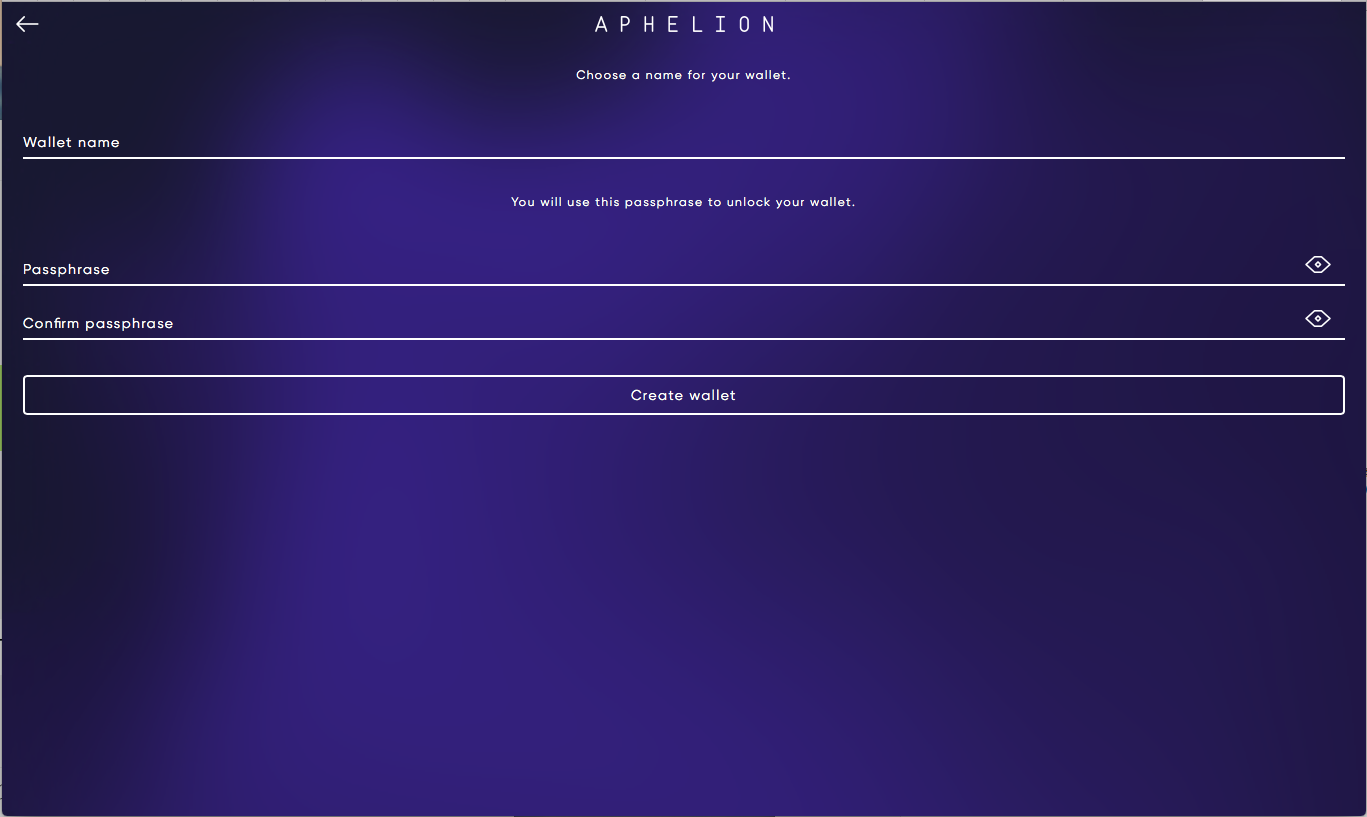 APHELION
Choose a name for your wallet.
Wallet name
You will use this passphrase to unlock your wallet.
Passphrase
Confirm passphrase
Create wallet